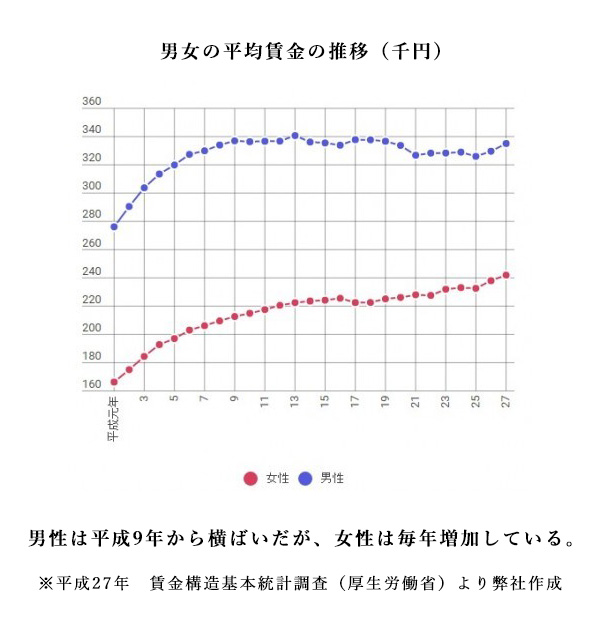 男女の平均賃金の推移（千円）
360
340
320
300
280
260
240
220
200
180
160
平成元年 3 5 7 9 11 13 15 17 19 21 23 25 27
女性 男性
男性は平成9年から横ばいだが、女性は毎年増加している。
※平成27年　賃金構造基本統計調査（厚生労働省）より弊社作成